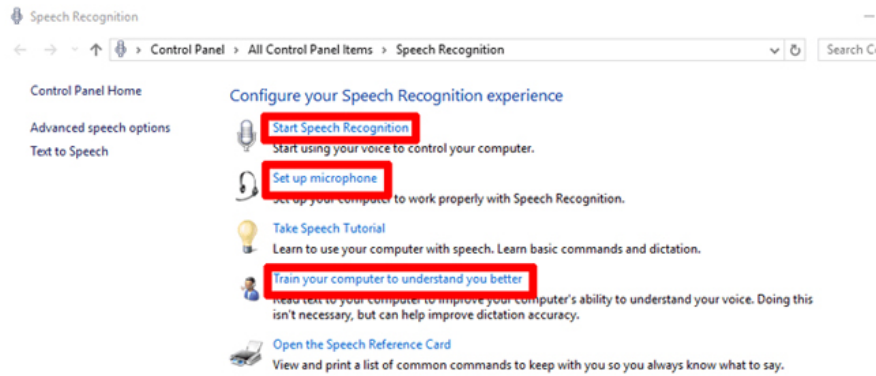 Speech Recognition
Control Panel > All Control Panel Items > Speech Recognition
Search
Control Panel Home
Advanced speech options
Text to Speech
Configure your Speech Recognition experience
Start Speech Recognition
Start using your voice to control your computer.
Set up microphone
Set up your computer to work properly with Speech Recognition.
Take Speech Tutorial
Learn to use your computer with speech. Learn basic commands and dictation.
Train your computer to understand you better
Read text to your computer to improve your computer's ability to understand your voice. Doing this
isn't necessary, but can help improve dictation accuracy.
Open the Speech Reference Card
View and print a list of common commands to keep with you so you always know what to say.